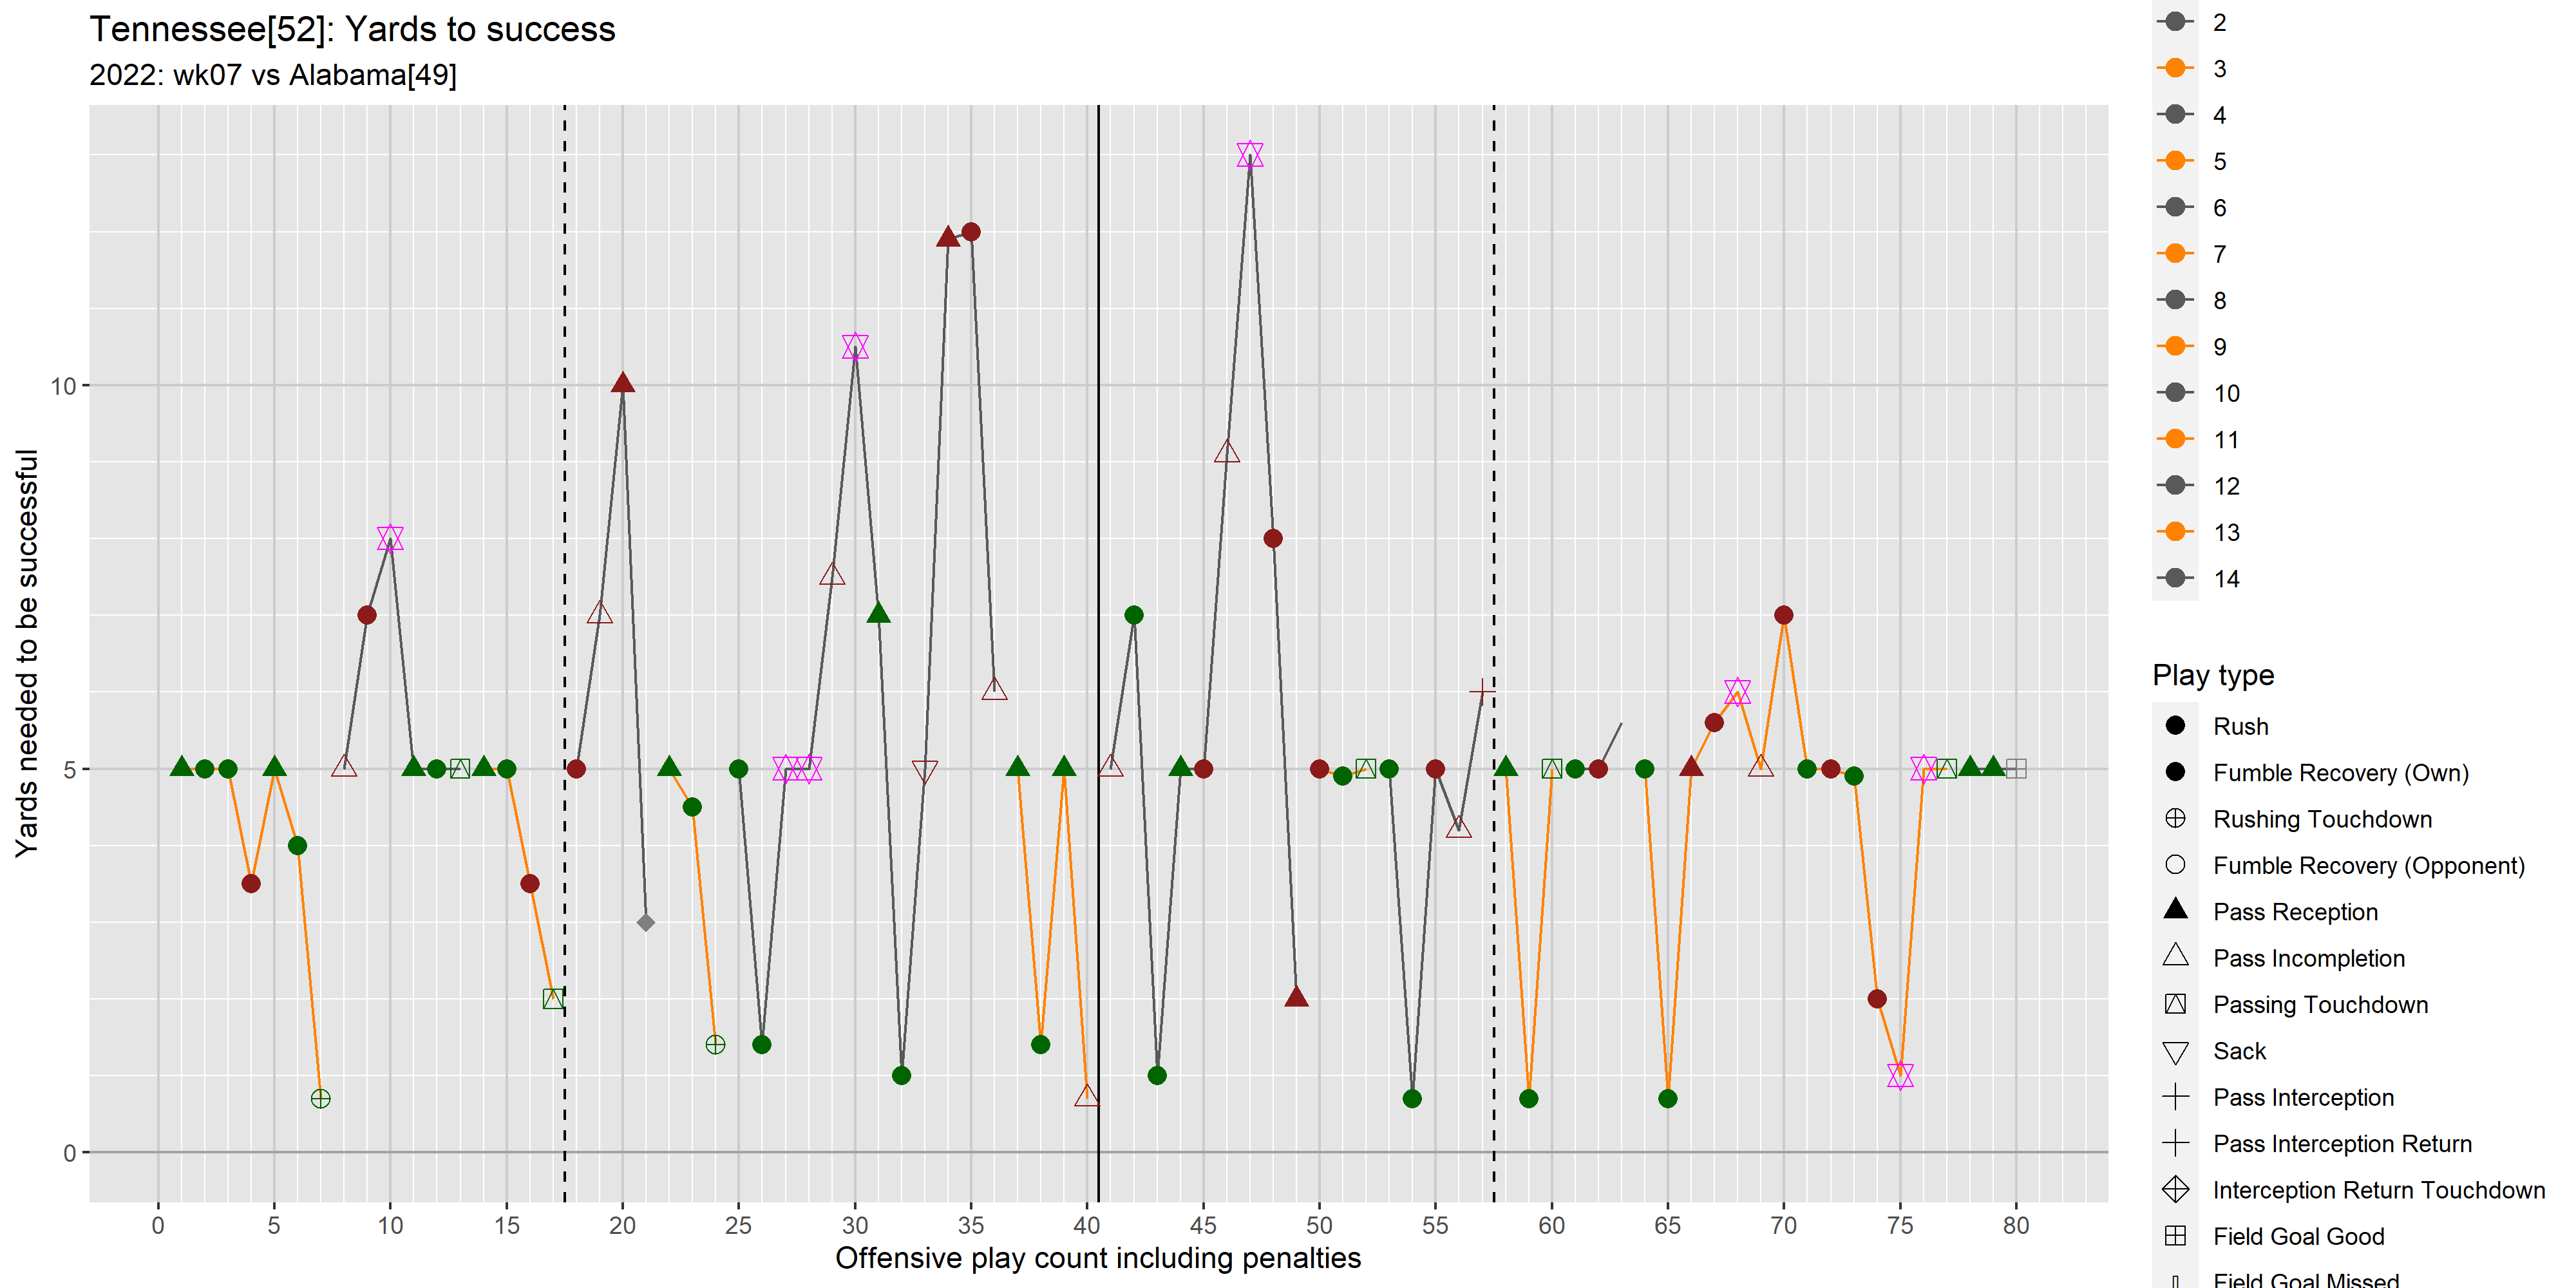 Tennessee[52]: Yards to success
2022: wk07 vs Alabama[49]
Yards needed to be successful
10
5
0
0 5 10 15 20 25 30 35 40 45 50 55 60 65 70 75 80
Offensive play count including penalties
2
3
4
5
6
7
8
9
10
11
12
13
14
Play type
Rush
Fumble Recovery (Own)
Rushing Touchdown
Fumble Recovery (Opponent)
Pass Reception
Pass Incompletion
Passing Touchdown
Sack
Pass Interception
Pass Interception Return
Interception Return Touchdown
Field Goal Good
Field Goal Missed